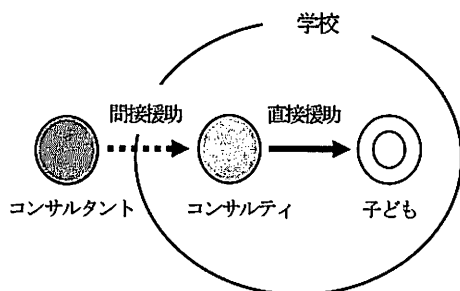 学校
間接援助
直接援助
コンサルタント
コンサルティ
子ども